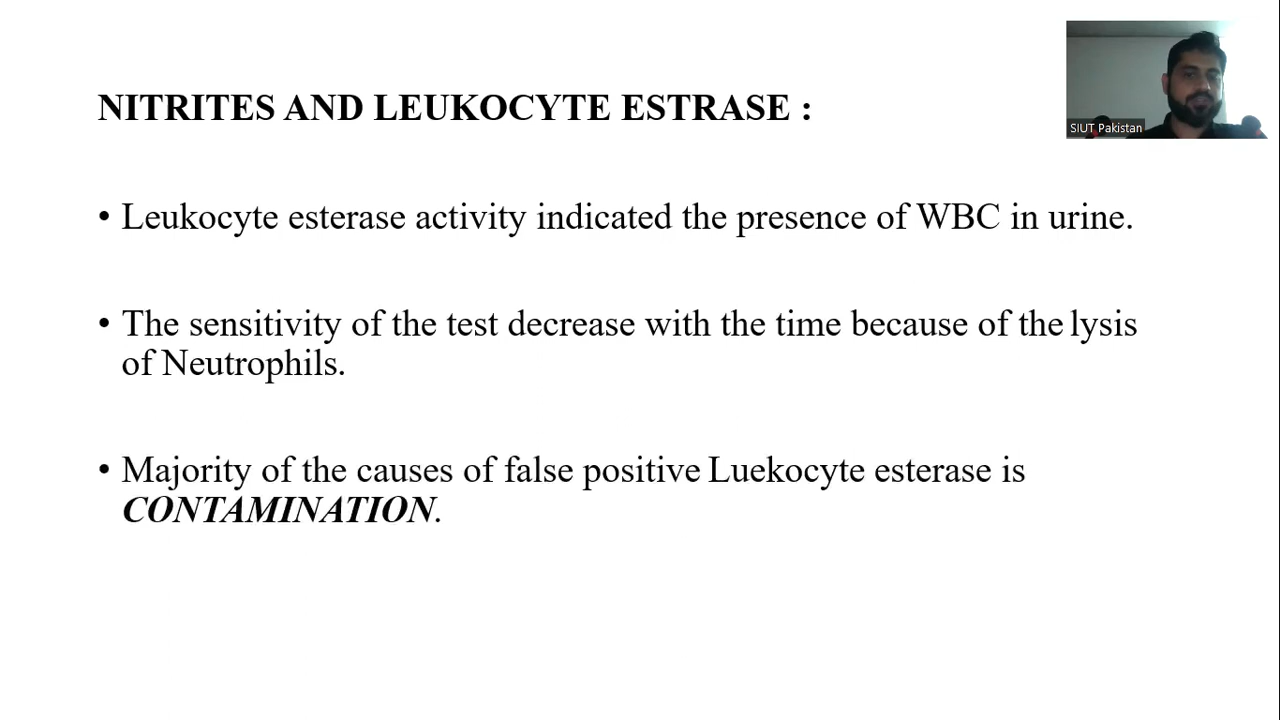 NITRITES AND LEUKOCYTE ESTRASE :
SIUT Pakistan
• Leukocyte esterase activity indicated the presence of WBC in urine.
• The sensitivity of the test decrease with the time because of the lysis
of Neutrophils.
• Majority of the causes of false positive Luekocyte esterase is
CONTAMINATION.